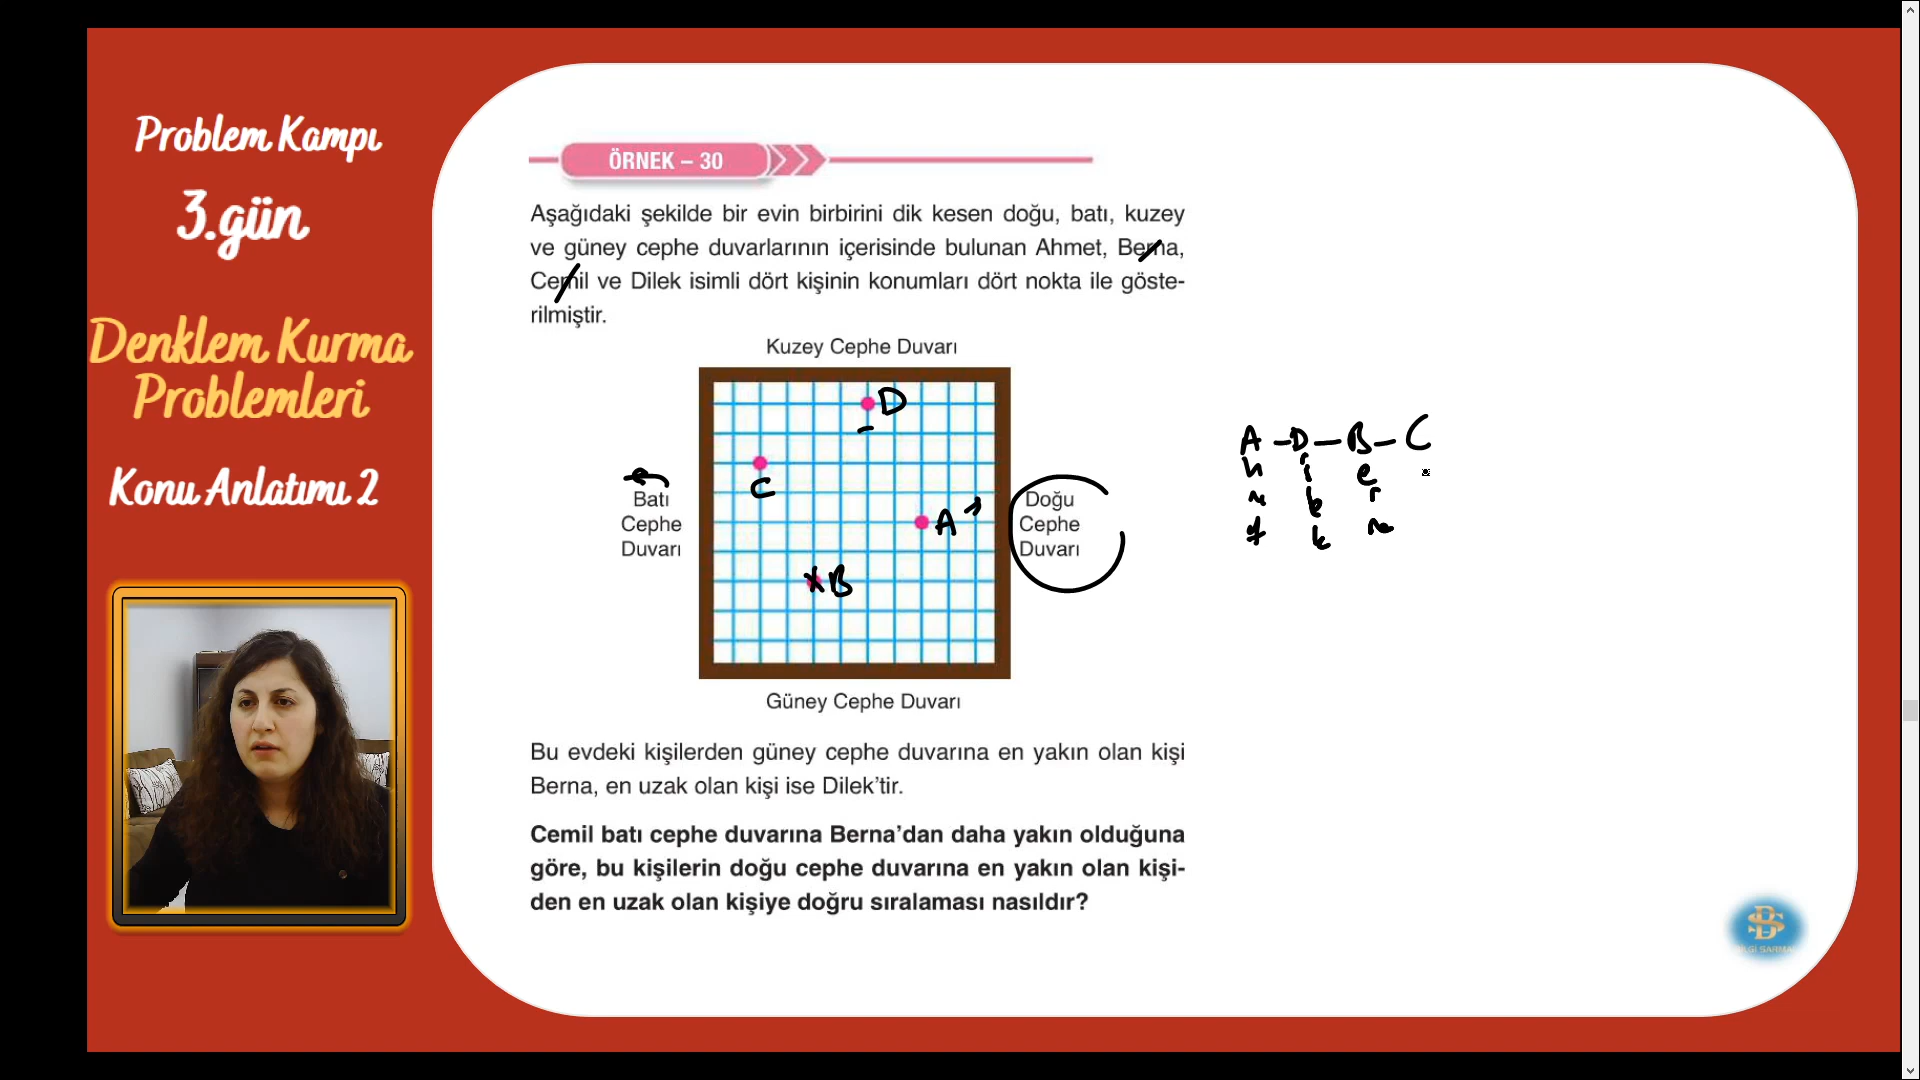 Problem Kampı
3.gün
Denklem Kurma
Problemleri
Konu Anlatımı 2
ÖRNEK – 30
Aşağıdaki şekilde bir evin birbirini dik kesen doğu, batı, kuzey
ve güney cephe duvarlarının içerisinde bulunan Ahmet, Berna,
Cemil ve Dilek isimli dört kişinin konumları dört nokta ile göste-
rilmiştir.
Kuzey Cephe Duvarı
D
C
Batı
Cephe
Duvarı
A
B
Doğu
Cephe
Duvarı
Güney Cephe Duvarı
A – D – B – C
Bu evdeki kişilerden güney cephe duvarına en yakın olan kişi
Berna, en uzak olan kişi ise Dilek’tir.
Cemil batı cephe duvarına Berna’dan daha yakın olduğuna
göre, bu kişilerin doğu cephe duvarına en yakın olan kişi-
den en uzak olan kişiye doğru sıralaması nasıldır?